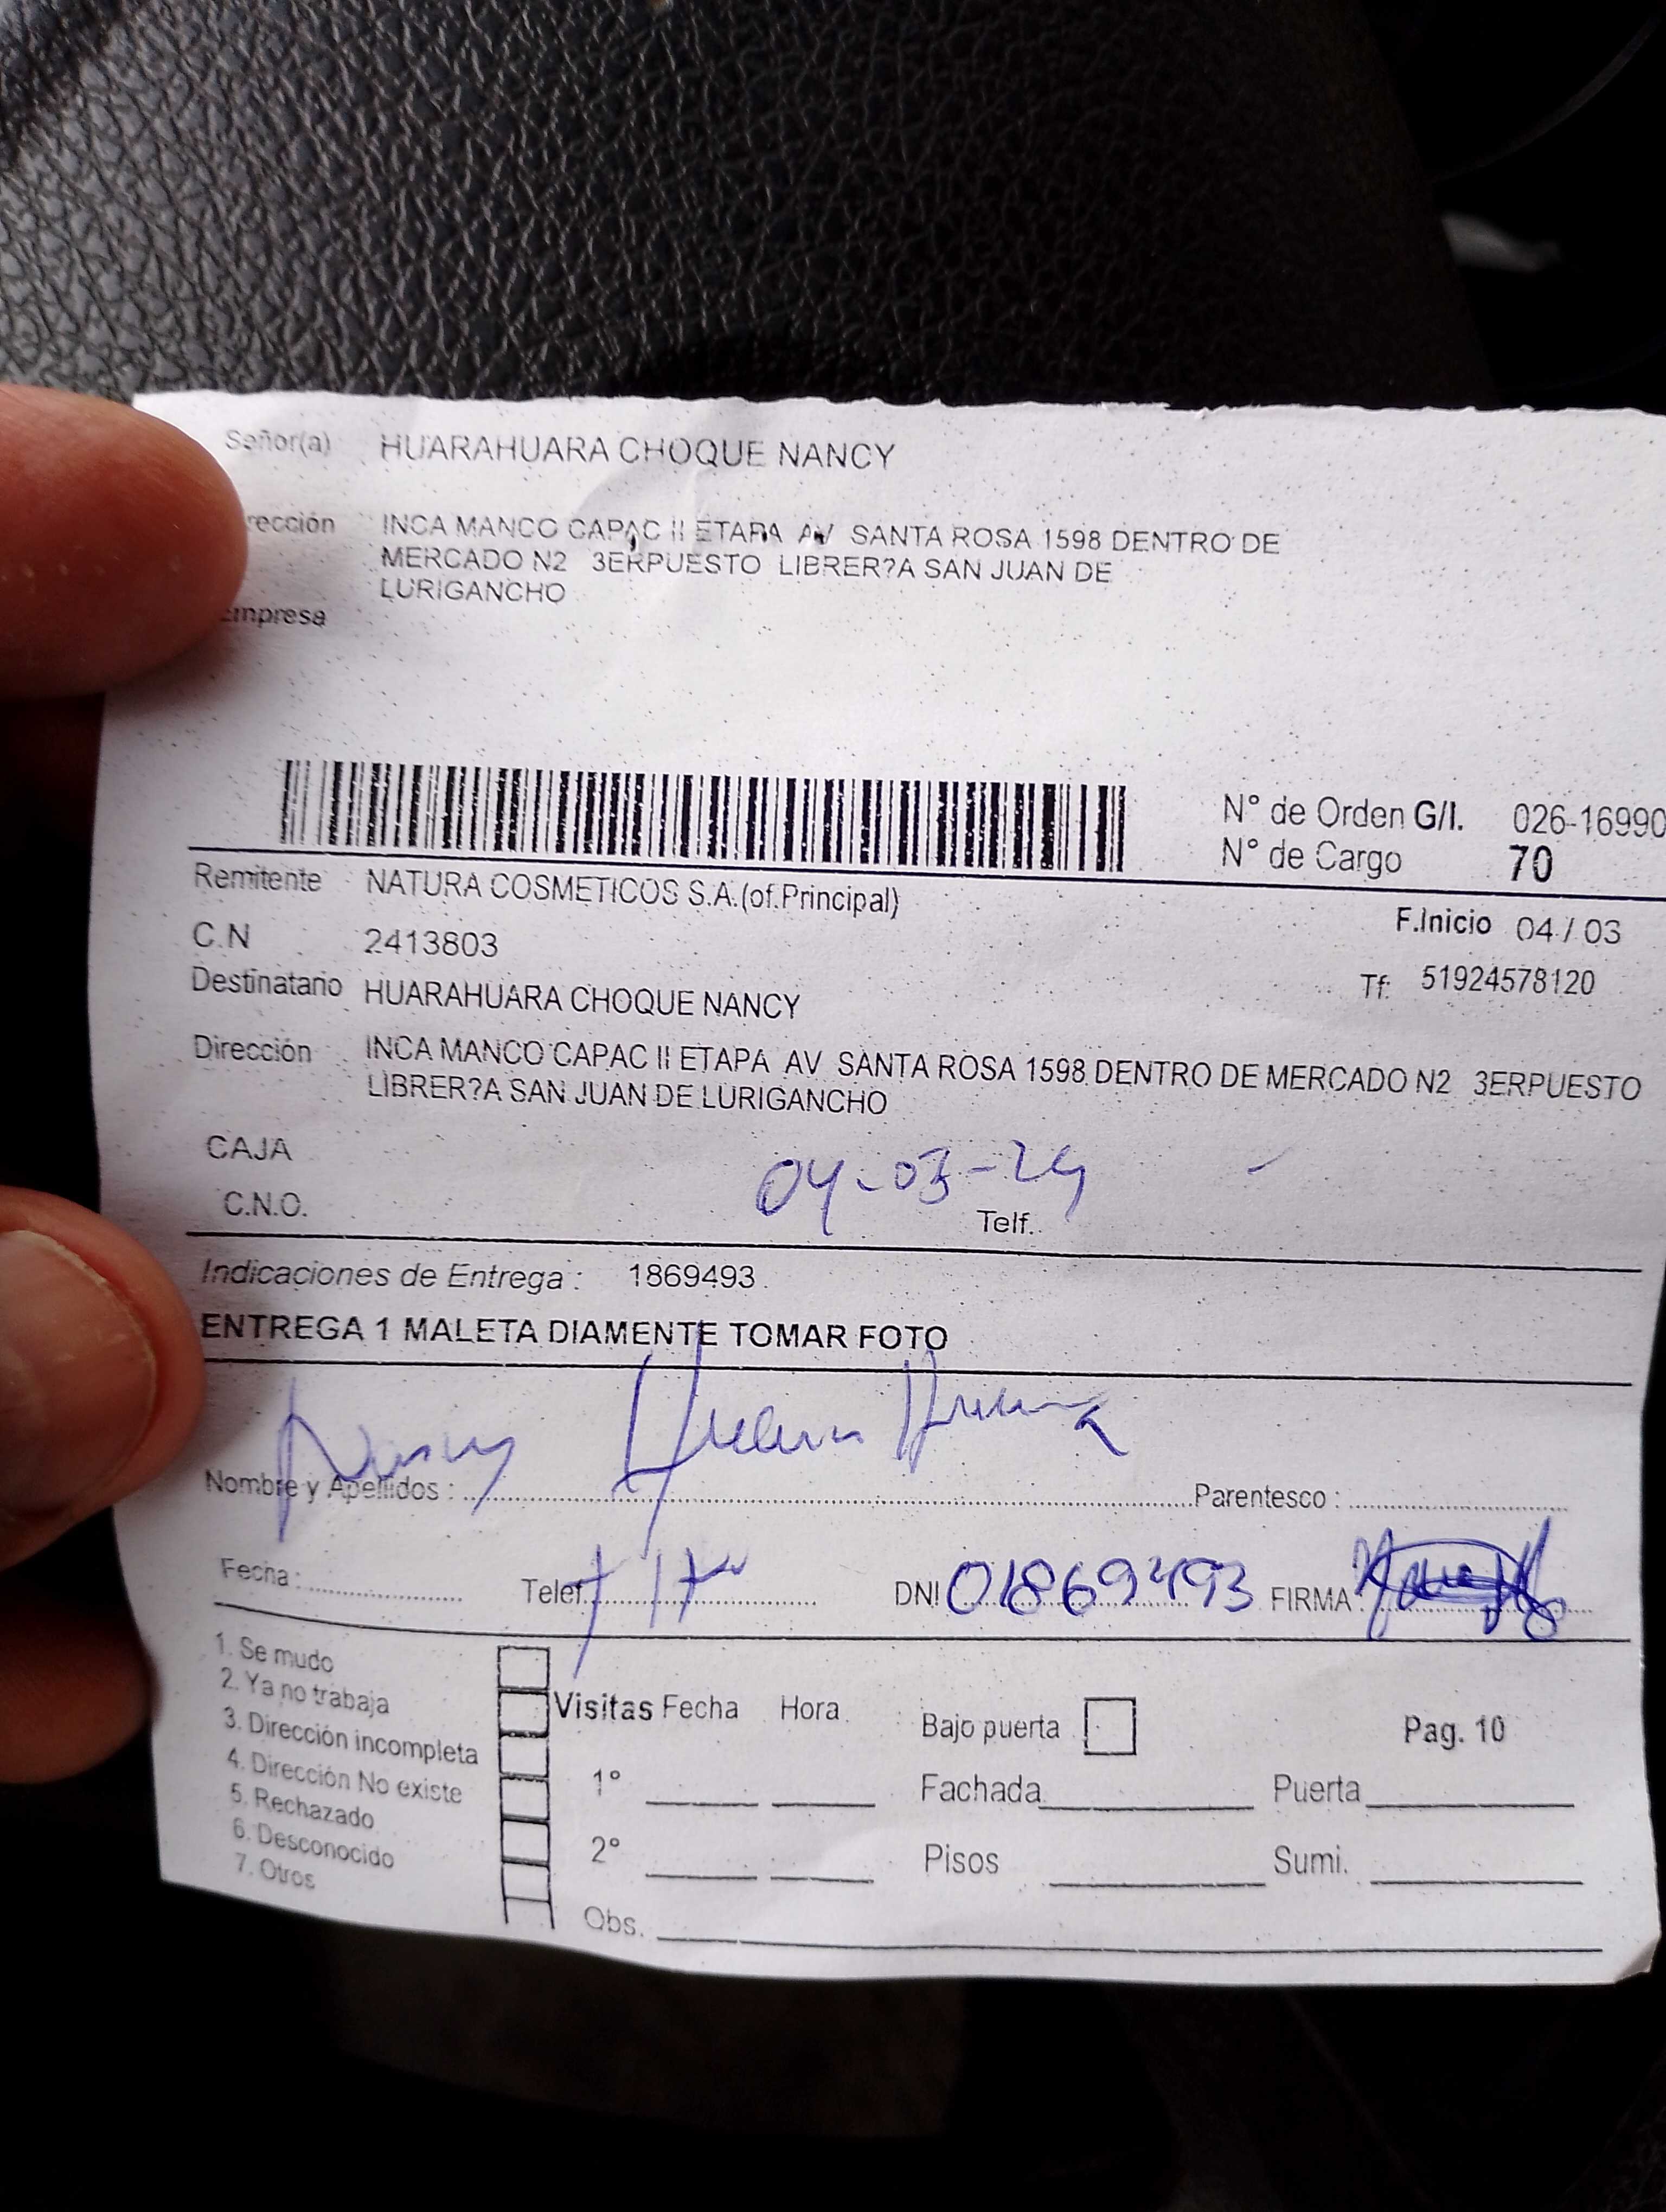 Señor(a) HUARAHUARA CHOQUE NANCY
rección INCA MANCO CAPAC II ETAPA AV SANTA ROSA 1598 DENTRO DE
MERCADO N2 3ERPUESTO LIBRER?A SAN JUAN DE
LURIGANCHO
Empresa
N° de Orden G/I. 026-16990
N° de Cargo 70
Remitente NATURA COSMETICOS S.A.(of.Principal)
F.Inicio 04 / 03
C.N 2413803
Tf: 51924578120
Destinatario HUARAHUARA CHOQUE NANCY
Dirección INCA MANCO CAPAC II ETAPA AV SANTA ROSA 1598 DENTRO DE MERCADO N2 3ERPUESTO
LIBRER?A SAN JUAN DE LURIGANCHO
CAJA
04-03-24
C.N.O.
Telf.
Indicaciones de Entrega : 1869493
ENTREGA 1 MALETA DIAMENTE TOMAR FOTO
Nancy
Nombre y Apellidos : Parentesco :
Fecha : Telef DNI 01869493 FIRMA
1. Se mudo
2. Ya no trabaja
3. Dirección incompleta
4. Dirección No existe
5. Rechazado
6. Desconocido
7. Otros
Visitas Fecha Hora
Bajo puerta
Pag. 10
1° Fachada Puerta
2° Pisos Sumi.
Obs.